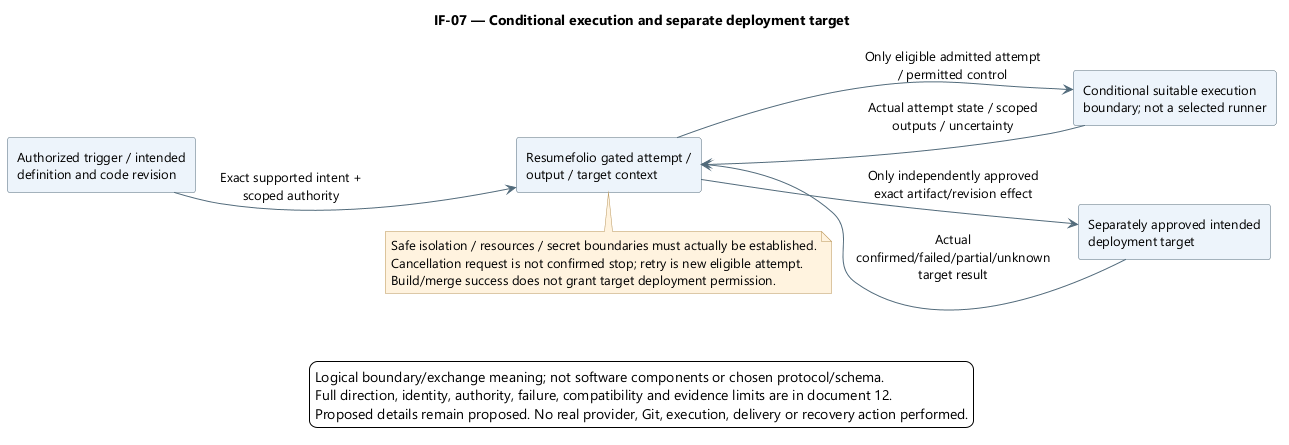 IF-07 — Conditional execution and separate deployment target
Only eligible admitted attempt
/ permitted control
Conditional suitable execution
boundary; not a selected runner
Actual attempt state / scoped
outputs / uncertainty
Authorized trigger / intended
definition and code revision
Exact supported intent +
scoped authority
Resumefolio gated attempt /
output / target context
Only independently approved
exact artifact/revision effect
Separately approved intended
deployment target
Actual
confirmed/failed/partial/unknown
target result
Safe isolation / resources / secret boundaries must actually be established.
Cancellation request is not confirmed stop; retry is new eligible attempt.
Build/merge success does not grant target deployment permission.
Logical boundary/exchange meaning; not software components or chosen protocol/schema.
Full direction, identity, authority, failure, compatibility and evidence limits are in document 12.
Proposed details remain proposed. No real provider, Git, execution, delivery or recovery action performed.